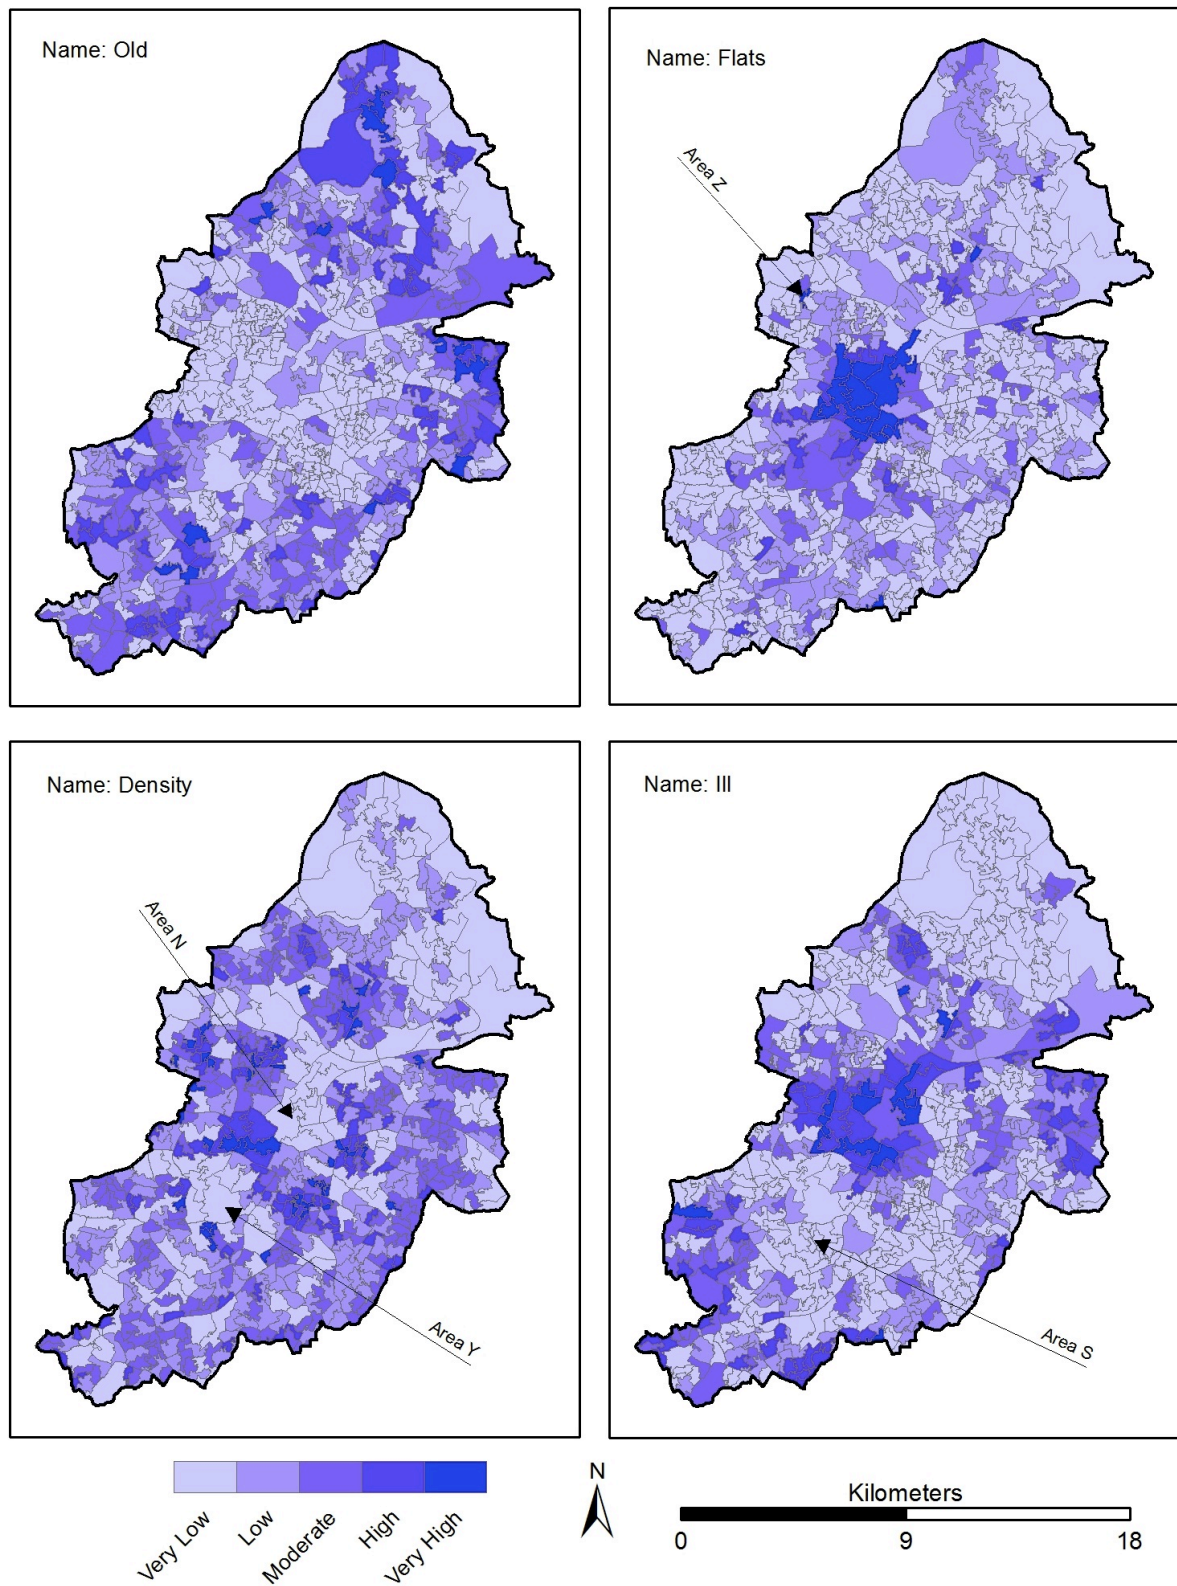 Name: Old
Name: Flats
Area Z
Name: Density
Area N
Area Y
Name: Ill
Area S
Very Low
Low
Moderate
High
Very High
N
Kilometers
0 9 18